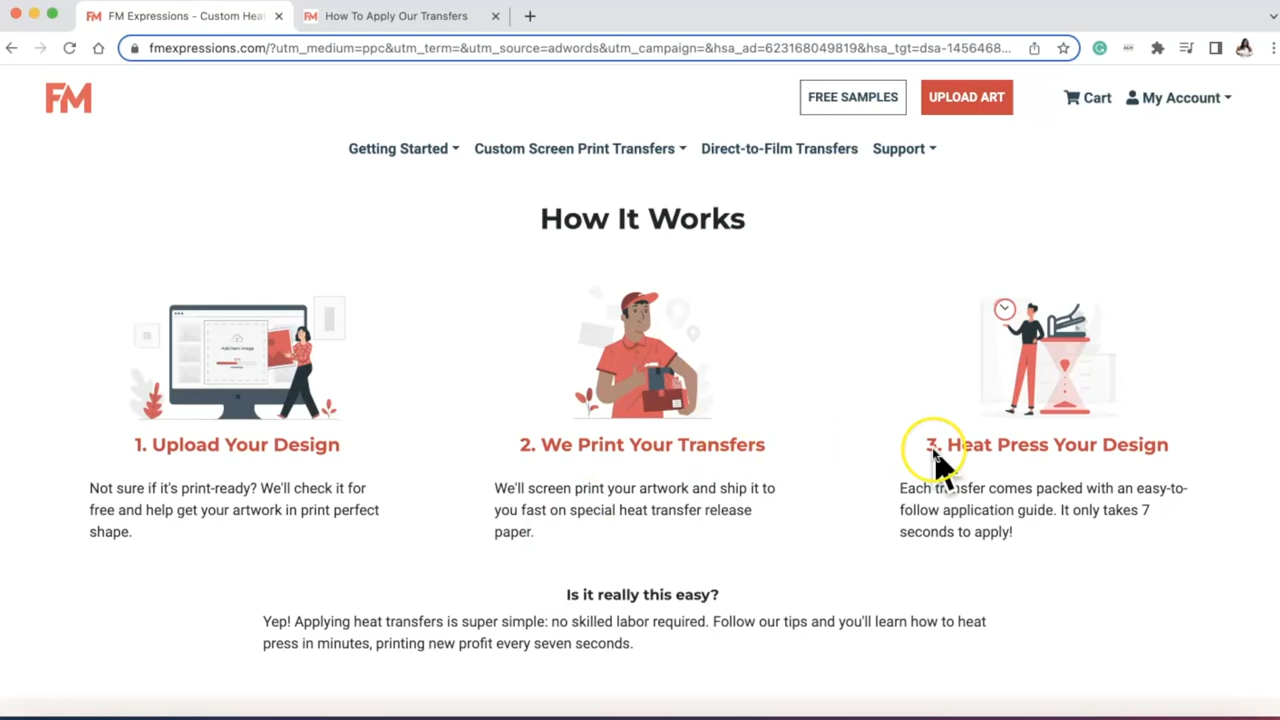 FM Expressions - Custom Hea
How To Apply Our Transfers
fmexpressions.com/?utm_medium=ppc&utm_term=&utm_source=adwords&utm_campaign=&hsa_ad=623168049819&hsa_tgt=dsa-1456468...
FM
FREE SAMPLES
UPLOAD ART
Cart
My Account
Getting Started
Custom Screen Print Transfers
Direct-to-Film Transfers
Support
How It Works
1. Upload Your Design
Not sure if it's print-ready? We'll check it for
free and help get your artwork in print perfect
shape.
2. We Print Your Transfers
We'll screen print your artwork and ship it to
you fast on special heat transfer release
paper.
3. Heat Press Your Design
Each transfer comes packed with an easy-to-
follow application guide. It only takes 7
seconds to apply!
Is it really this easy?
Yep! Applying heat transfers is super simple: no skilled labor required. Follow our tips and you'll learn how to heat
press in minutes, printing new profit every seven seconds.